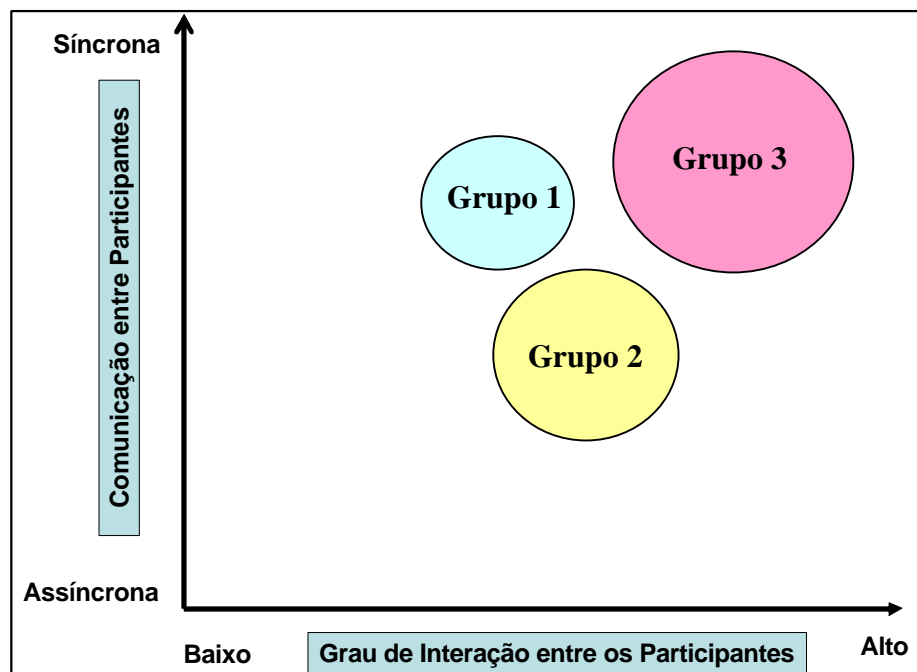 Síncrona
Comunicação entre Participantes
Grupo 3
Grupo 1
Grupo 2
Assíncrona
Baixo
Grau de Interação entre os Participantes
Alto